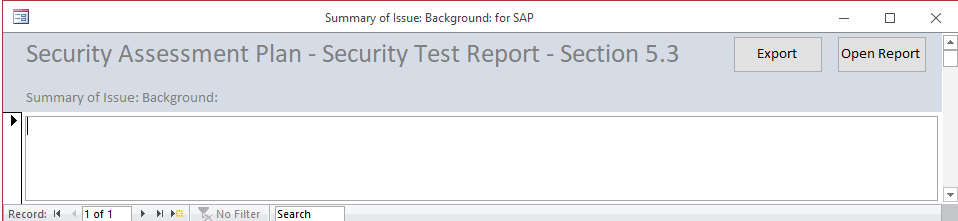 Summary of Issue: Background: for SAP
Security Assessment Plan - Security Test Report - Section 5.3
Export
Open Report
Summary of Issue: Background:
Record: 1 of 1 No Filter Search